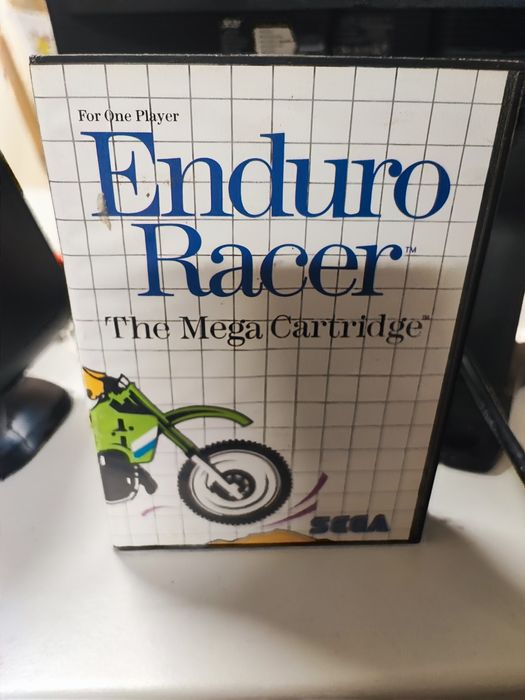 For One Player
Enduro
Racer™
The Mega Cartridge™
SEGA